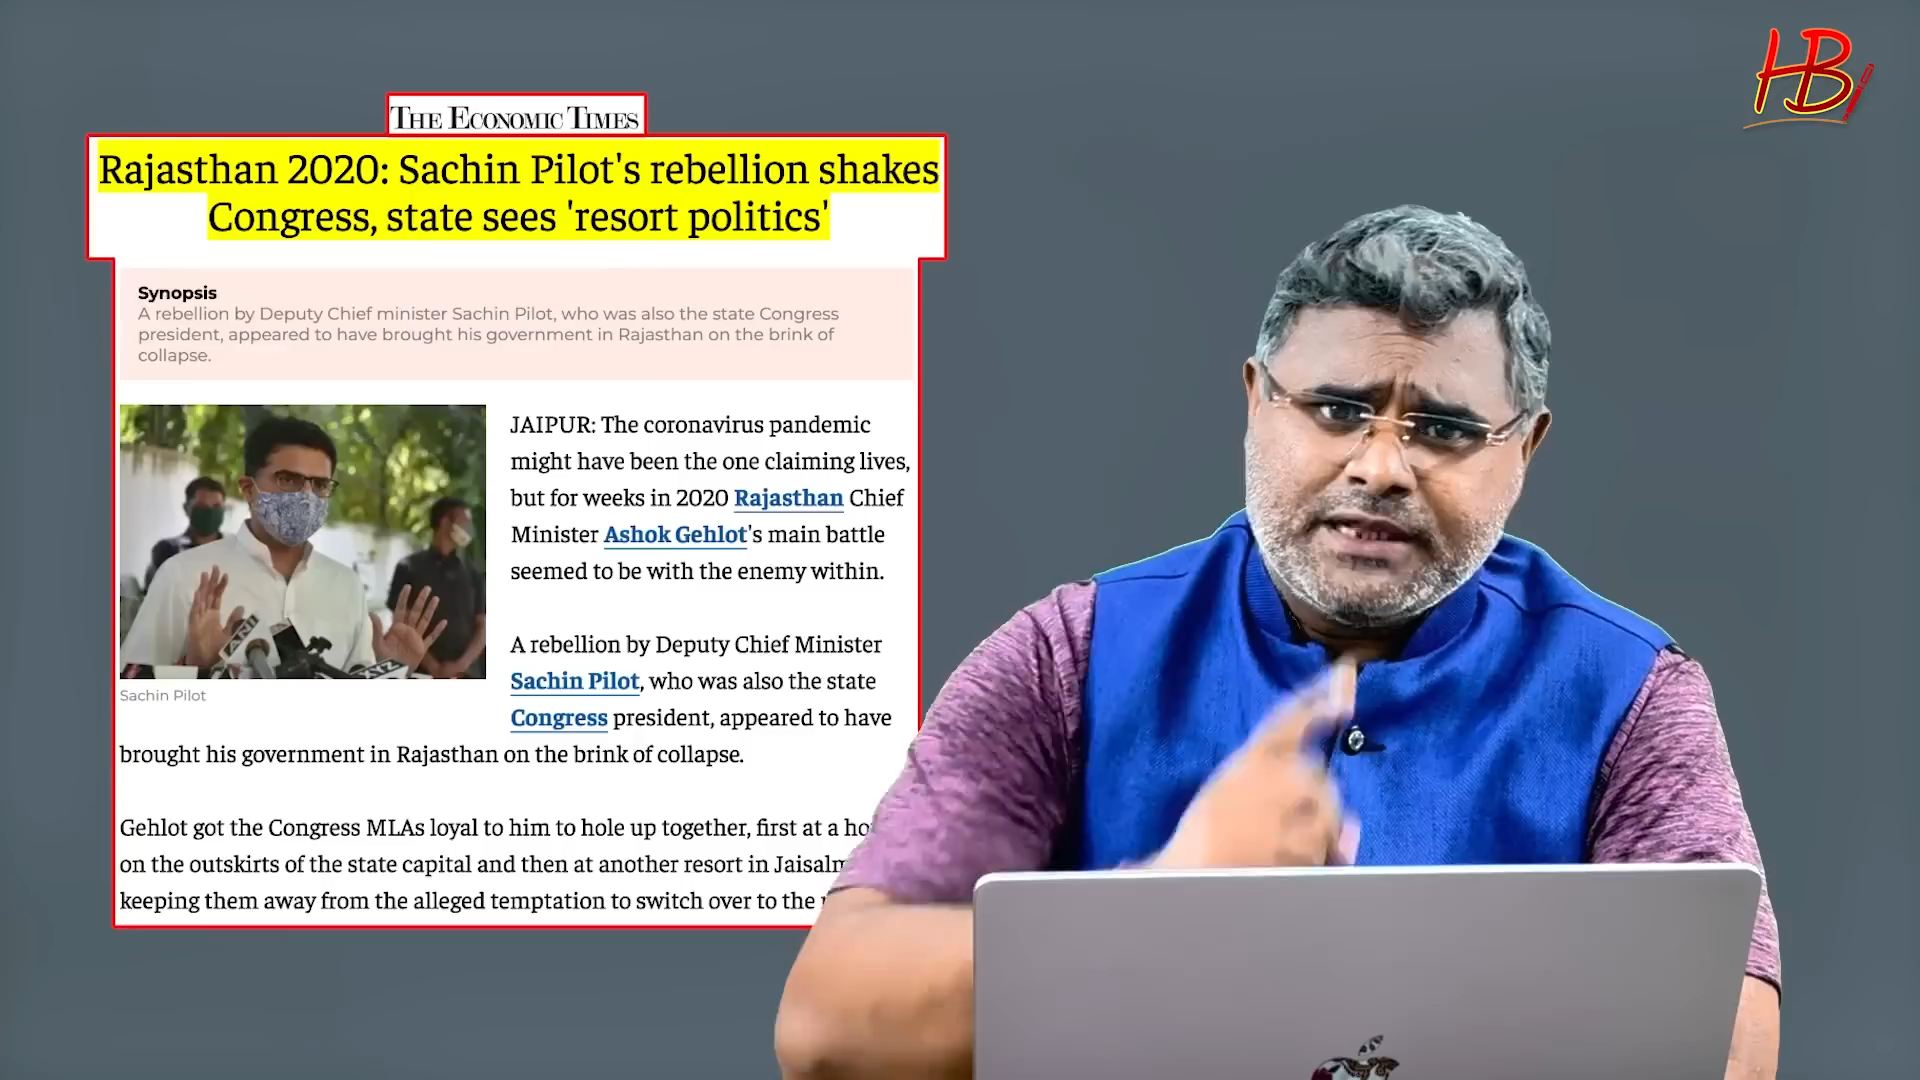 HB
THE ECONOMIC TIMES
Rajasthan 2020: Sachin Pilot's rebellion shakes
Congress, state sees 'resort politics'
Synopsis
A rebellion by Deputy Chief minister Sachin Pilot, who was also the state Congress
president, appeared to have brought his government in Rajasthan on the brink of
collapse.
ANI
XYZ
Sachin Pilot
JAIPUR: The coronavirus pandemic
might have been the one claiming lives,
but for weeks in 2020 Rajasthan Chief
Minister Ashok Gehlot's main battle
seemed to be with the enemy within.
A rebellion by Deputy Chief Minister
Sachin Pilot, who was also the state
Congress president, appeared to have
brought his government in Rajasthan on the brink of collapse.
Gehlot got the Congress MLAs loyal to him to hole up together, first at a
on the outskirts of the state capital and then at another resort in
keeping them away from the alleged temptation to switch over to the